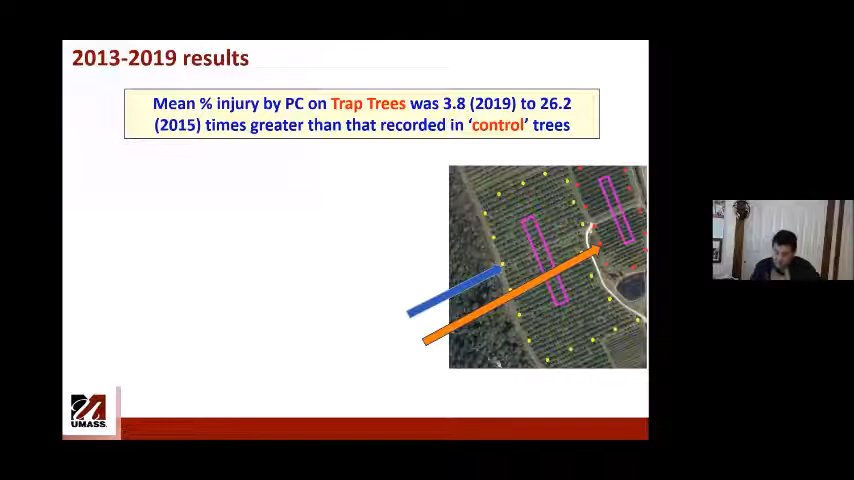 2013-2019 results
Mean % injury by PC on Trap Trees was 3.8 (2019) to 26.2
(2015) times greater than that recorded in ‘control’ trees
UMASS.